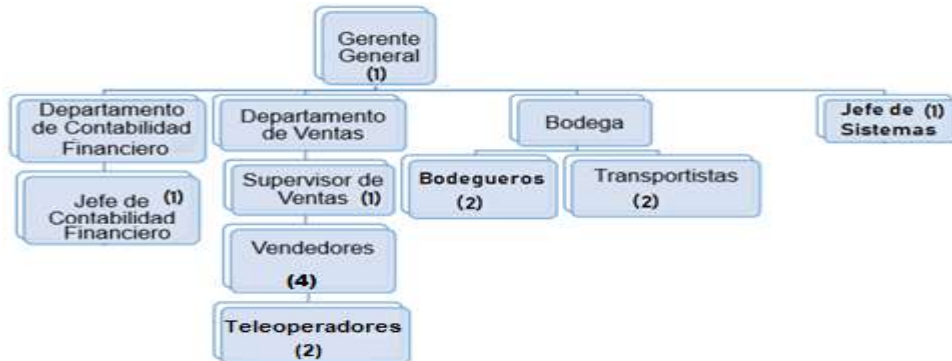 Gerente
General
(1)
Departamento
de Contabilidad
Financiero
Departamento
de Ventas
Bodega
Jefe de (1)
Sistemas
Jefe de (1)
Contabilidad
Financiero
Supervisor de
Ventas (1)
Bodegueros
(2)
Transportistas
(2)
Vendedores
(4)
Teleoperadores
(2)